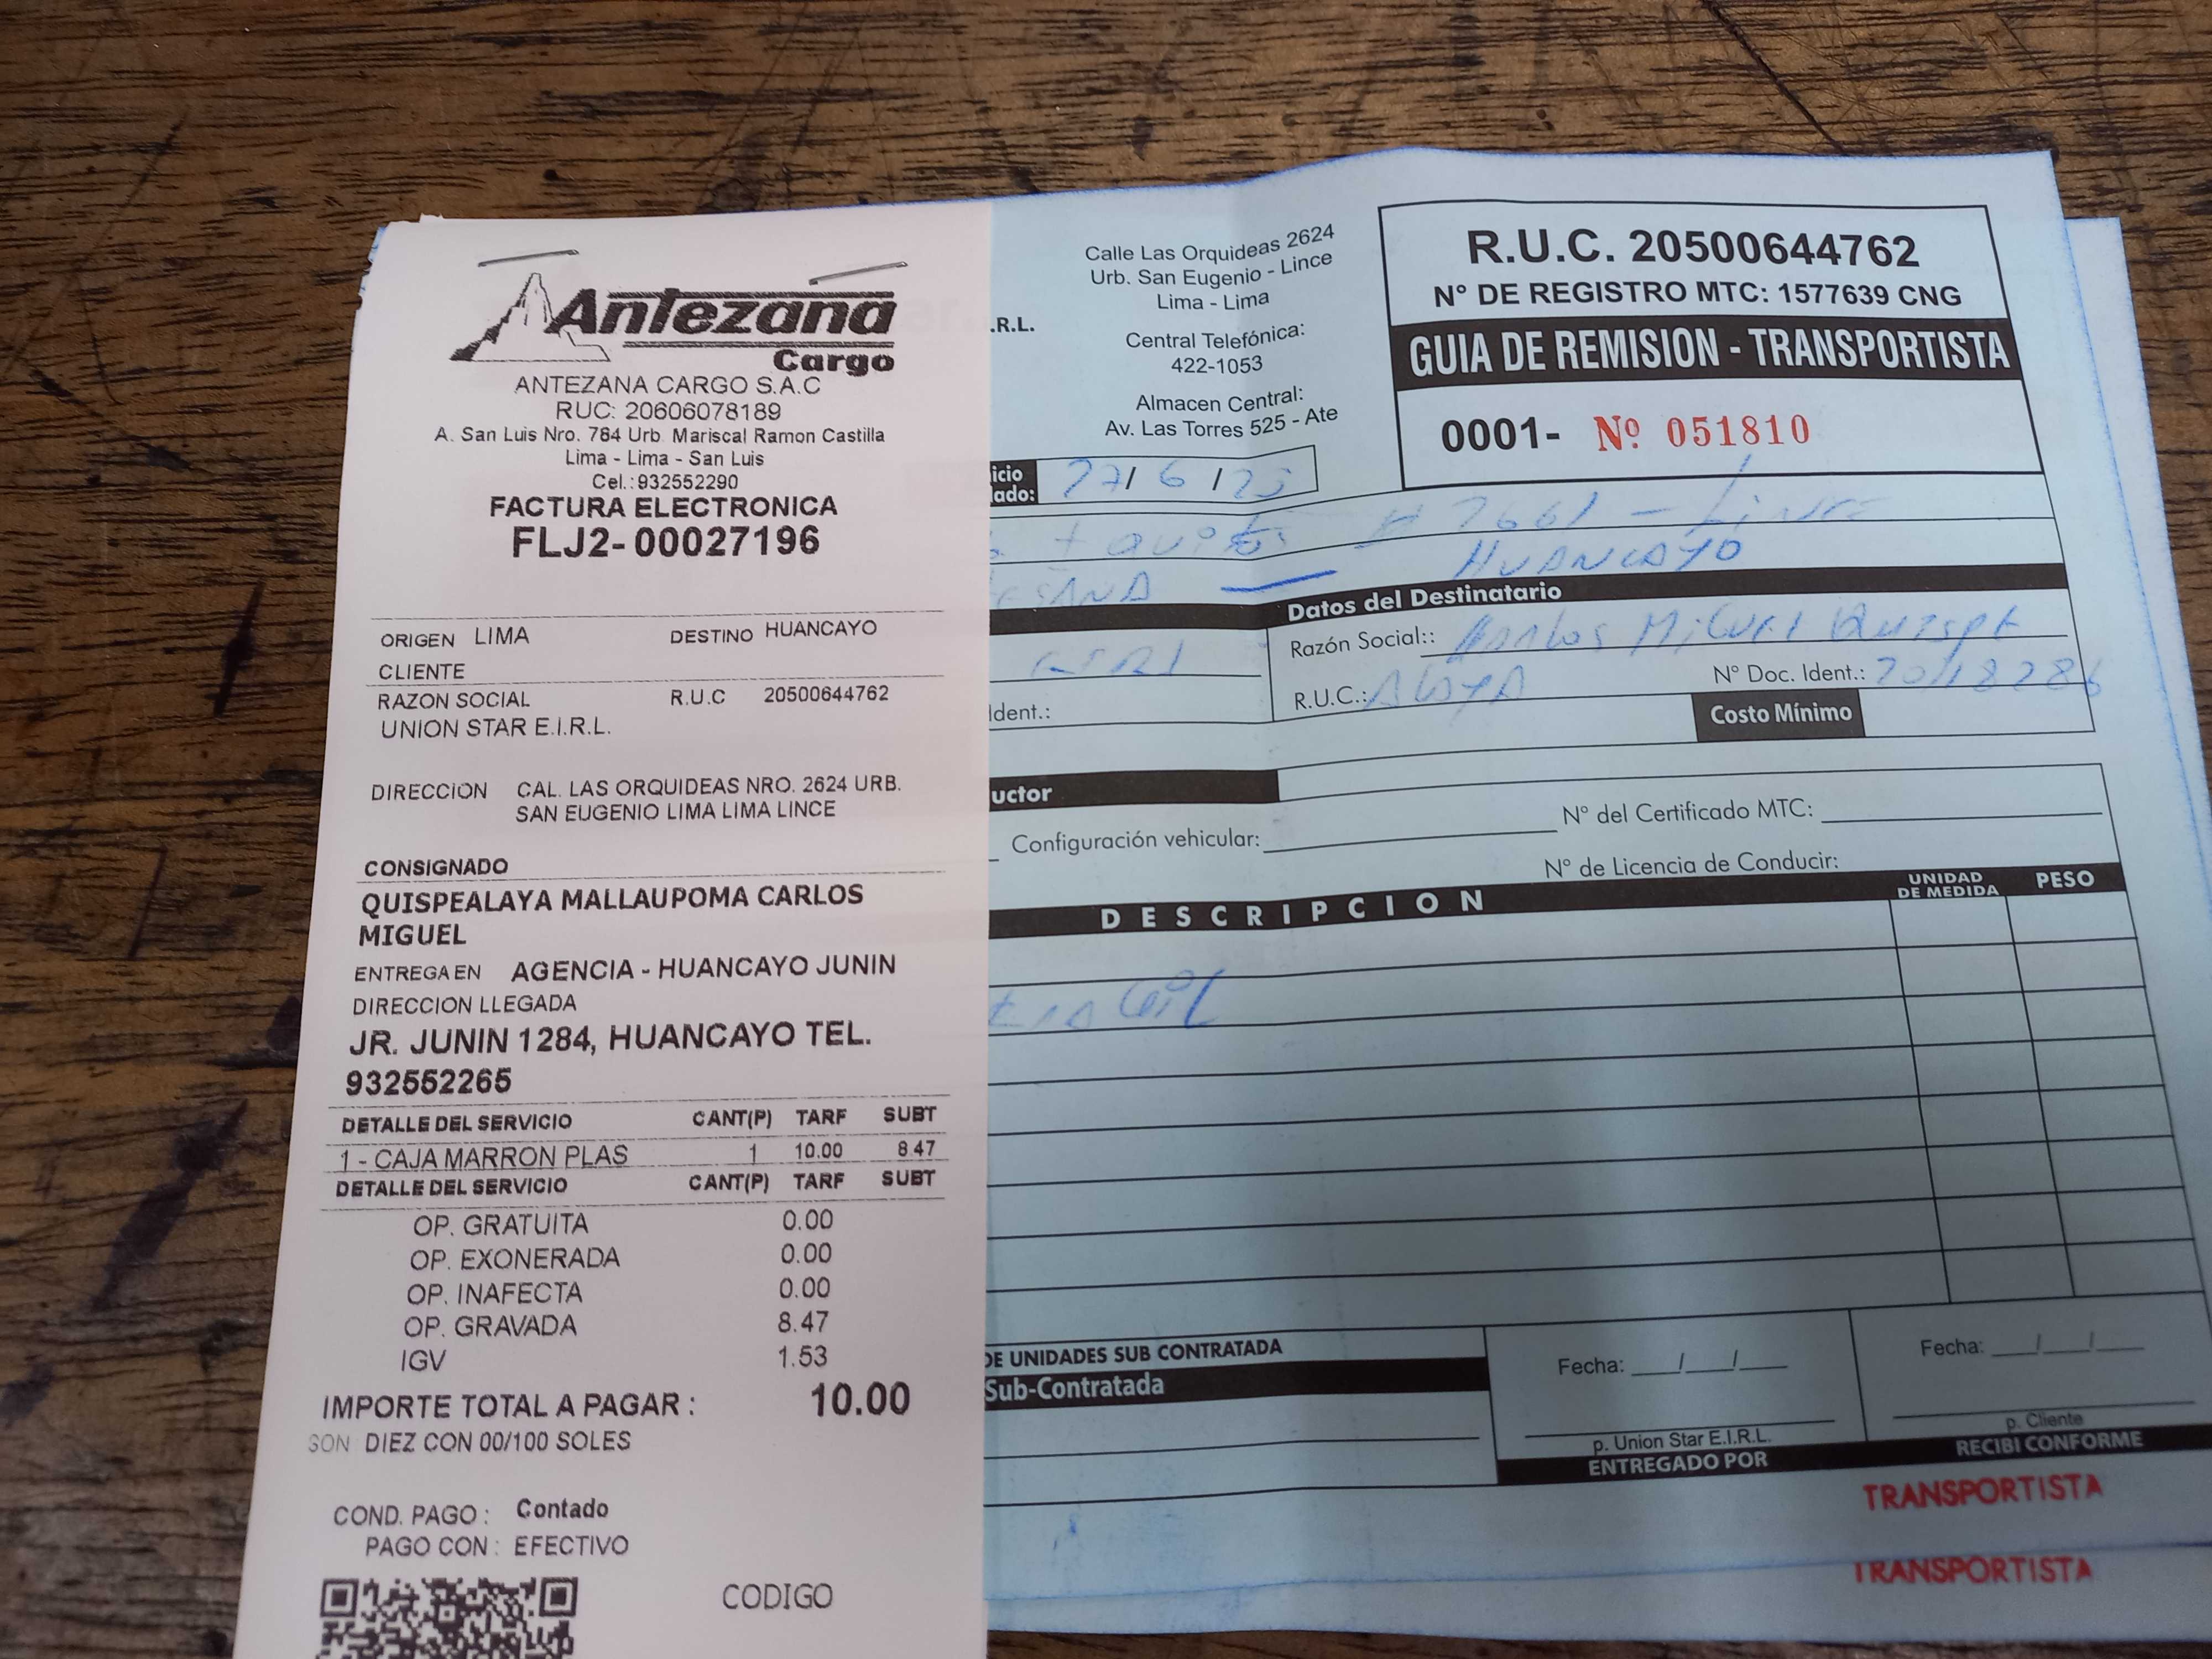 Antezana
Cargo
ANTEZANA CARGO S.A.C
RUC: 20606078189
A. San Luis Nro. 784 Urb. Mariscal Ramon Castilla
Lima - Lima - San Luis
Cel.:932552290
FACTURA ELECTRONICA
FLJ2-00027196
ORIGEN LIMA DESTINO HUANCAYO
CLIENTE
RAZON SOCIAL R.U.C 20500644762
UNION STAR E.I.R.L.
DIRECCION CAL. LAS ORQUIDEAS NRO. 2624 URB.
SAN EUGENIO LIMA LIMA LINCE
CONSIGNADO
QUISPEALAYA MALLAUPOMA CARLOS
MIGUEL
ENTREGA EN AGENCIA - HUANCAYO JUNIN
DIRECCION LLEGADA
JR. JUNIN 1284, HUANCAYO TEL.
932552265
DETALLE DEL SERVICIO CANT(P) TARF SUBT
1 - CAJA MARRON PLAS 1 10.00 8.47
DETALLE DEL SERVICIO CANT(P) TARF SUBT
OP. GRATUITA 0.00
OP. EXONERADA 0.00
OP. INAFECTA 0.00
OP. GRAVADA 8.47
IGV 1.53
IMPORTE TOTAL A PAGAR : 10.00
SON DIEZ CON 00/100 SOLES
COND. PAGO : Contado
PAGO CON : EFECTIVO
CODIGO
.R.L.
Calle Las Orquideas 2624
Urb. San Eugenio - Lince
Lima - Lima
Central Telefónica:
422-1053
Almacen Central:
Av. Las Torres 525 - Ate
R.U.C. 20500644762
N° DE REGISTRO MTC: 1577639 CNG
GUIA DE REMISION - TRANSPORTISTA
0001- Nº 051810
icio
lado:
HUANCAYO
Datos del Destinatario
Razón Social:: Carlos Miguel Quispe
R.U.C.: Alaya N° Doc. Ident.:
Ident.:
Costo Mínimo
uctor
Configuración vehicular: N° del Certificado MTC:
N° de Licencia de Conducir:
DESCRIPCION UNIDAD DE MEDIDA PESO
DE UNIDADES SUB CONTRATADA
Sub-Contratada
Fecha: / /
p. Union Star E.I.R.L.
ENTREGADO POR
Fecha: / /
p. Cliente
RECIBI CONFORME
TRANSPORTISTA
TRANSPORTISTA